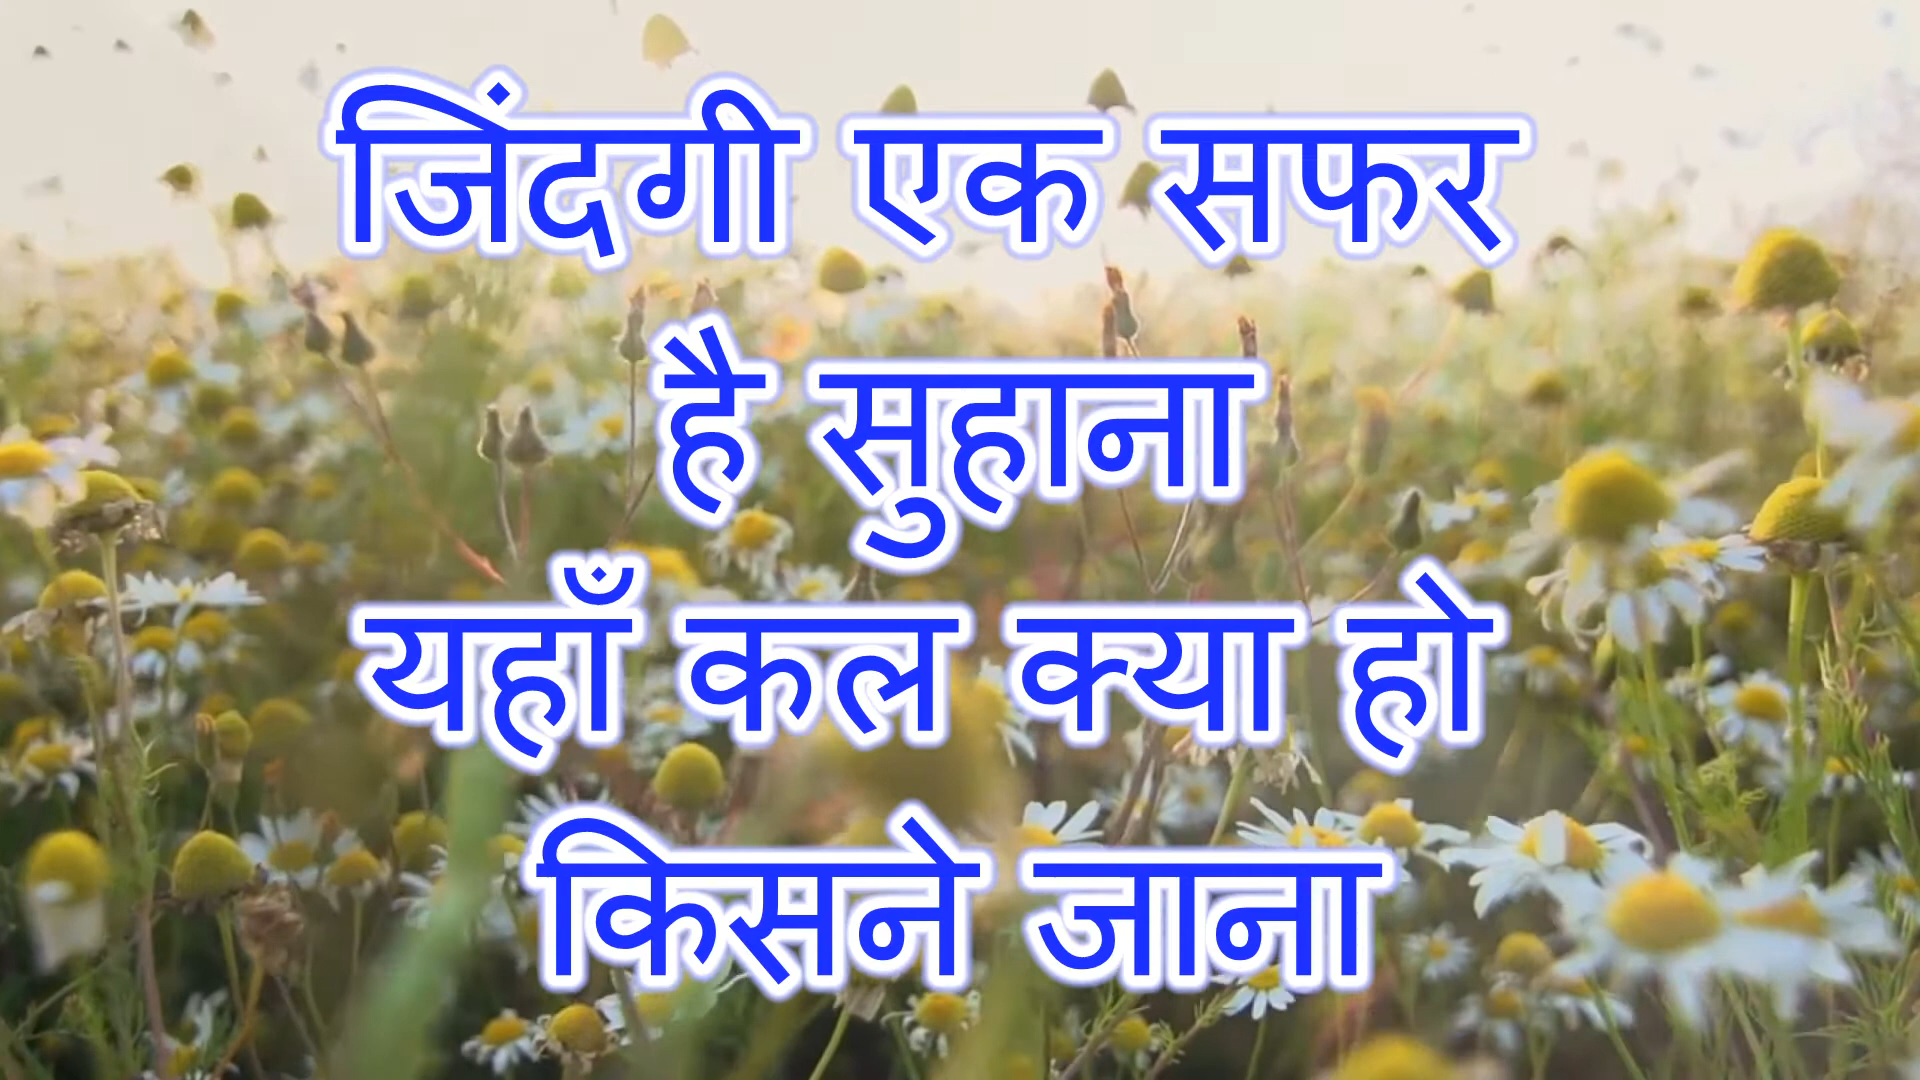 जिंदगी एक सफर
है सुहाना
यहाँ कल क्या हो
किसने जाना